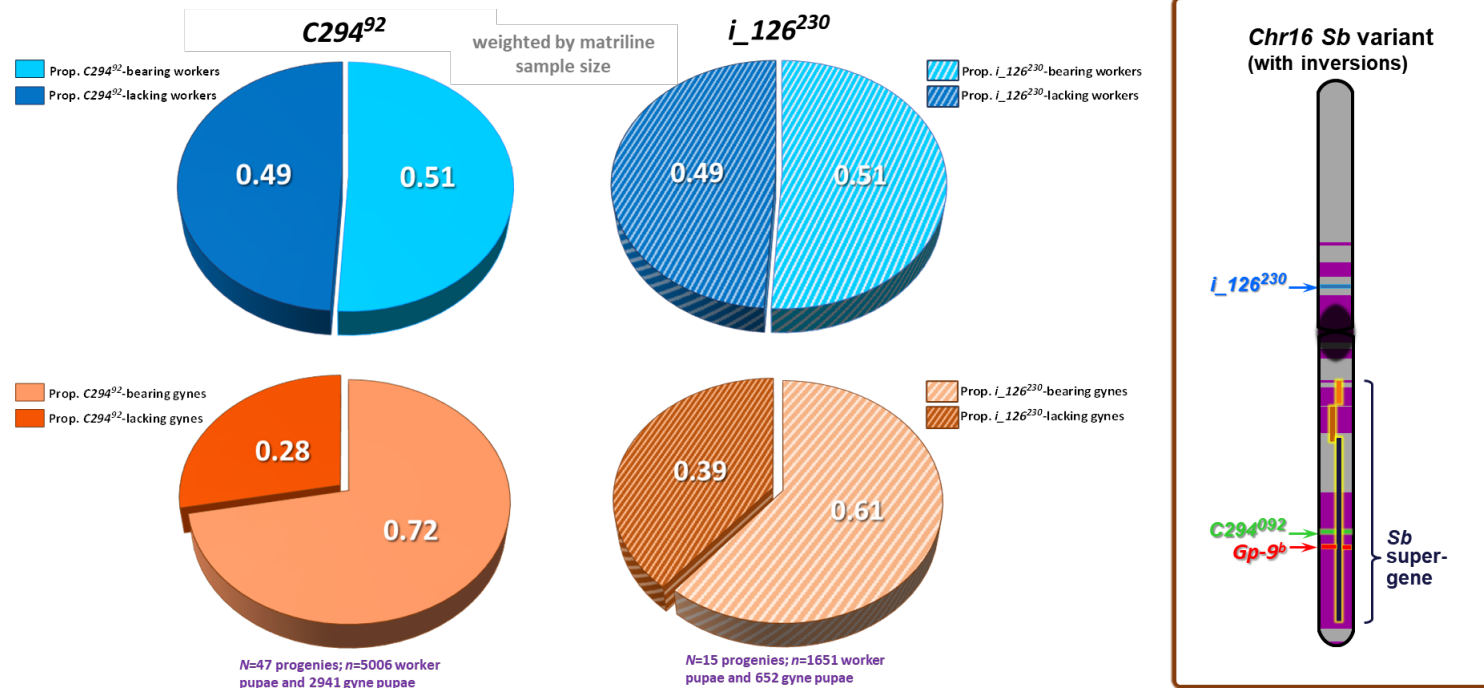 C294⁹²
weighted by matriline
sample size
i_126²³⁰
Prop. C294⁹²-bearing workers
Prop. C294⁹²-lacking workers
0.49
0.51
Prop. i_126²³⁰-bearing workers
Prop. i_126²³⁰-lacking workers
0.49
0.51
Prop. C294⁹²-bearing gynes
Prop. C294⁹²-lacking gynes
0.28
0.72
Prop. i_126²³⁰-bearing gynes
Prop. i_126²³⁰-lacking gynes
0.39
0.61
N=47 progenies; n=5006 worker
pupae and 2941 gyne pupae
N=15 progenies; n=1651 worker
pupae and 652 gyne pupae
Chr16 Sb variant
(with inversions)
i_126²³⁰
C294⁰⁹²
Gp-9ᵇ
Sb
super-
gene